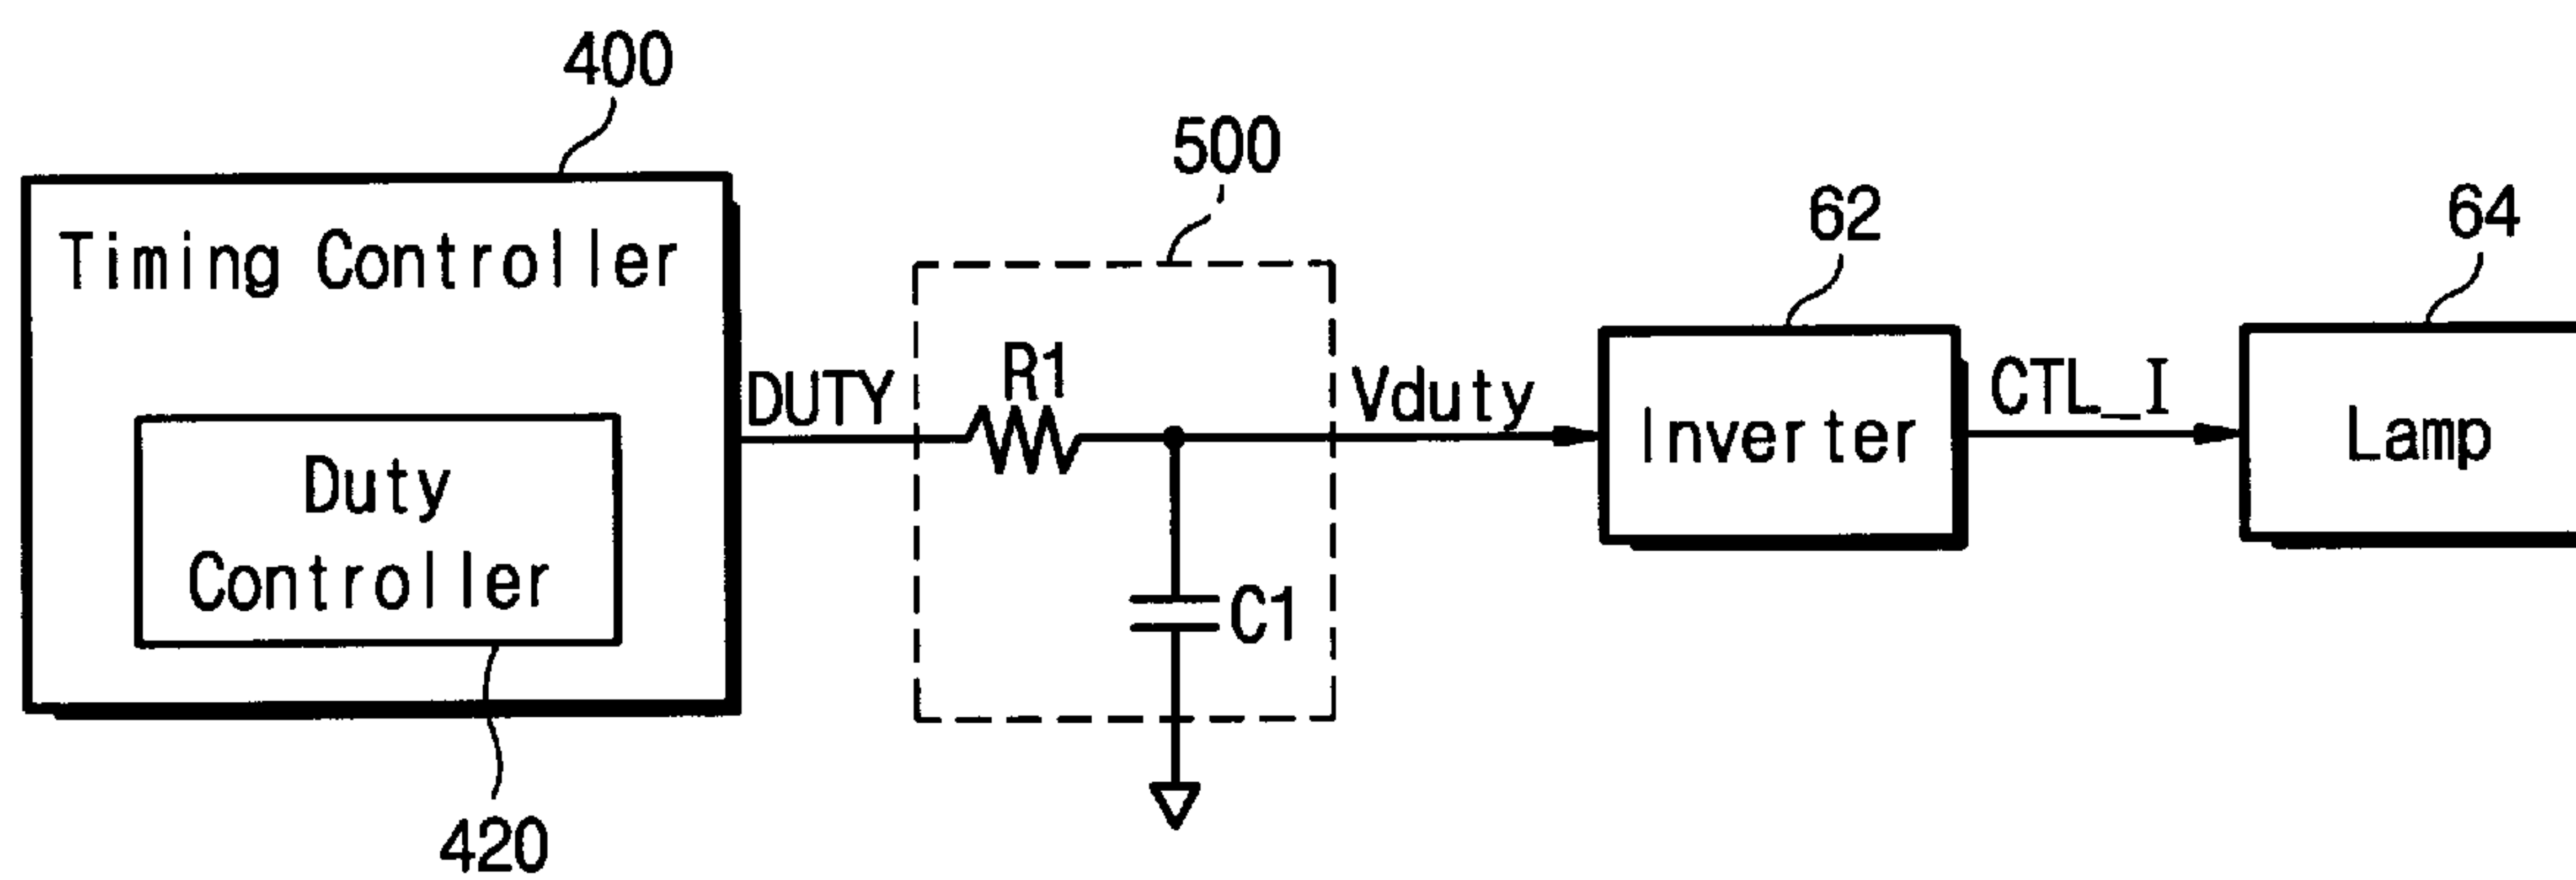 400
500
62
64
Timing Controller
DUTY
R1
Vduty
Inverter
CTL_I
Lamp
Duty
Controller
C1
420